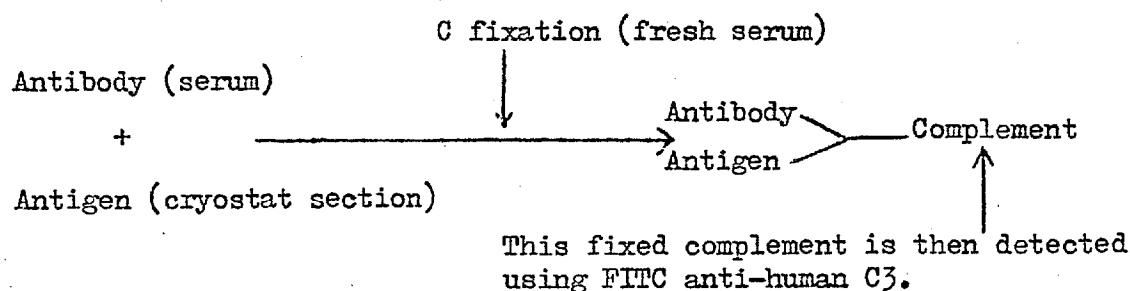 C fixation (fresh serum)
Antibody (serum)
+
Antigen (cryostat section)
Antibody
Antigen
Complement
This fixed complement is then detected
using FITC anti-human C3.